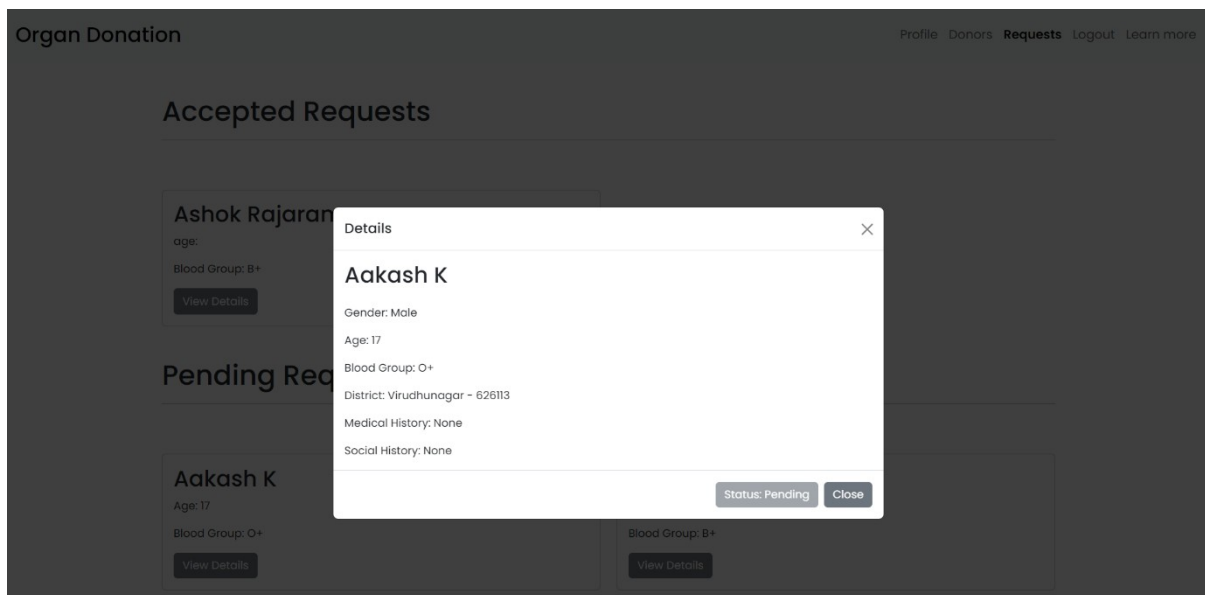 Organ Donation
Profile Donors Requests Logout Learn more
Accepted Requests
Ashok
age:
Blood Group: B+
View Details
Details
Aakash K
Gender: Male
Age: 17
Blood Group: O+
District: Virudhunagar - 626113
Medical History: None
Social History: None
Status: Pending Close
Pending
Aakash K
Age: 17
Blood Group: O+
View Details
Blood Group: B+
View Details